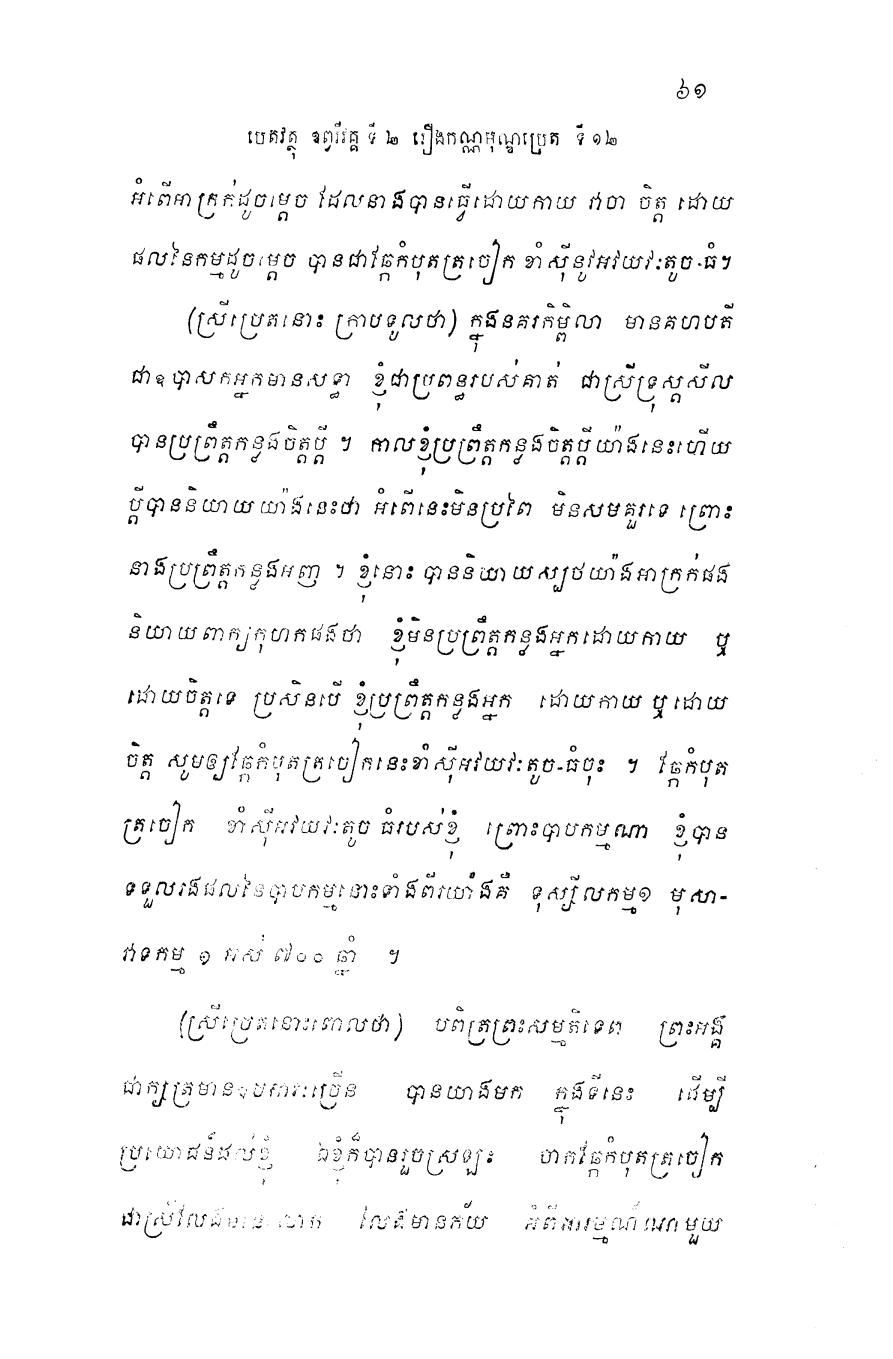 ៦១
បេតវត្ថុ ឧព្វរីវគ្គ ទី ២ រឿងកណ្ណមុណ្ឌប្រេត ទី ១២
អំពើអាក្រក់ដូចម្តេច ដែលនាងបានធ្វើដោយកាយ វាចា ចិត្ត ដោយ
ផលនៃកម្មដូចម្តេច បានជាឆ្កែកំបុតត្រចៀក ខាំស៊ីនូវអវយវៈតូច-ធំ។
(ស្រីប្រេតនោះ ក្រាបទូលថា) ក្នុងនគរកិម្ពិលា មានគហបតី
ជាឧបាសកអ្នកមានសទ្ធា ខ្ញុំជាប្រពន្ធរបស់គាត់ ជាស្រីទ្រុស្តសីល
បានប្រព្រឹត្តកន្លងចិត្តប្តី ។ កាលខ្ញុំប្រព្រឹត្តកន្លងចិត្តប្តីយ៉ាងនេះហើយ
ប្តីបាននិយាយយ៉ាងនេះថា អំពើនេះមិនប្រពៃ មិនសមគួរទេ ព្រោះ
នាងប្រព្រឹត្តកន្លងអញ ។ ខ្ញុំនោះ បាននិយាយស្បថយ៉ាងអាក្រក់ផង
និយាយពាក្យកុហកផងថា ខ្ញុំមិនប្រព្រឹត្តកន្លងអ្នកដោយកាយ ឬ
ដោយចិត្តទេ ប្រសិនបើ ខ្ញុំប្រព្រឹត្តកន្លងអ្នក ដោយកាយ ឬ ដោយ
ចិត្ត សូមឲ្យឆ្កែកំបុតត្រចៀកនេះខាំស៊ីអវយវៈតូច-ធំចុះ ។ ឆ្កែកំបុត
ត្រចៀក ខាំស៊ីអវយវៈតូច ធំរបស់ខ្ញុំ ព្រោះបាបកម្មណា ខ្ញុំបាន
ទទួលរងផលនៃបាបកម្មនោះទាំងពីរយ៉ាងគឺ ទុស្សីលកម្ម១ មុសា-
វាទកម្ម ១ អស់ ៧០០ ឆ្នាំ ។
(ស្រីប្រេតនោះពោលថា) បពិត្រព្រះសម្មតិទេព ព្រះអង្គ
ជាក្សត្រមានឧបការៈច្រើន បានយាងមក ក្នុងទីនេះ ដើម្បី
ប្រយោជន៍ដល់ខ្ញុំ ឯខ្ញុំក៏បានរួចស្រឡះ ចាកឆ្កែកំបុតត្រចៀក
ជាស្រីលែងមានសោក លែងមានភ័យ អំពីអារម្មណ៍ណាមួយ